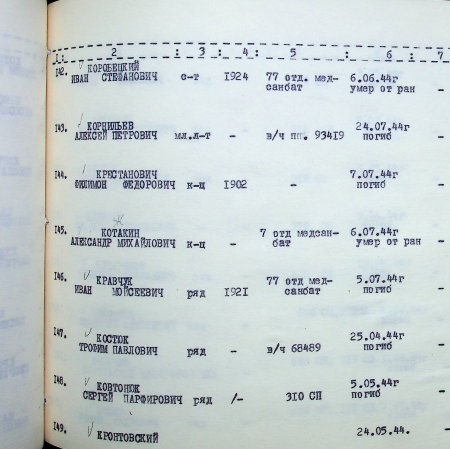 1: 2 : 3 : 4: 5 : 6 : 7
142. КОРОБЕЦКИЙ
ИВАН СТЕФАНОВИЧ с-т 1924 77 отд. мед- 6.06.44г
санбат умер от ран -
143. КОРНИЛЬЕВ 24.07.44г
АЛЕКСЕЙ ПЕТРОВИЧ мл.л-т - в/ч пп. 93419 погиб -
144. КРЕСТАНОВИЧ 7.07.44г
ФИЛИМОН ФЕДОРОВИЧ к-ц 1902 - погиб -
145. КОТАКИН 7 отд медсан- 6.07.44г
АЛЕКСАНДР МИХАЙЛОВИЧ к-ц - бат умер от ран -
146. КРАВЧУК 77 отд мед- 5.07.44г
ИВАН МОИСЕЕВИЧ ряд 1921 санбат погиб -
147. КОСТЮК 25.04.44г
ТРОФИМ ПАВЛОВИЧ ряд - в/ч 68489 погиб -
148. КОВТОНЮК 5.05.44г
СЕРГЕЙ ПАРФИРОВИЧ ряд /- 310 СП погиб -
149. КРОНТОВСКИЙ 24.05.44.